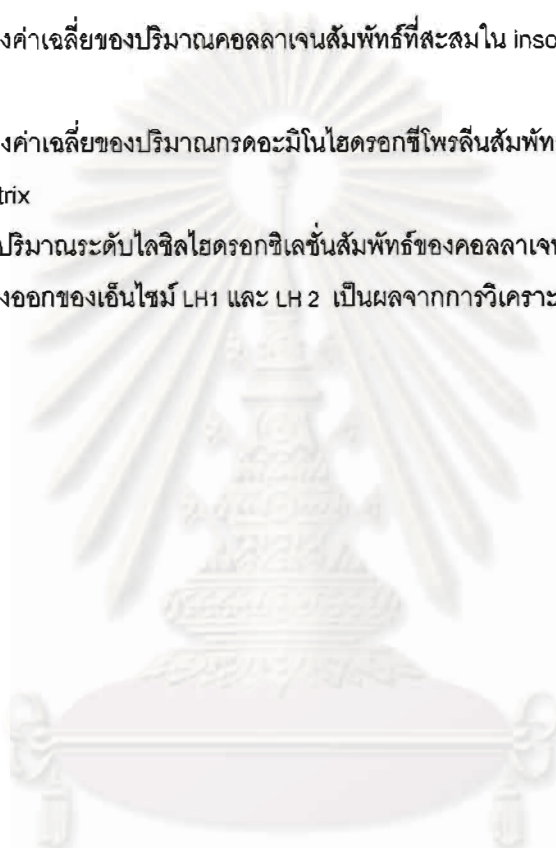 งค่าเฉลี่ยของปริมาณคอลลาเจนสัมพัทธ์ที่สะสมใน inso
งค่าเฉลี่ยของปริมาณกรดอะมิโนไฮดรอกซีโพรลีนสัมพัท
trix
ปริมาณระดับไลซิลไฮดรอกซิเลชั่นสัมพัทธ์ของคอลลาเจน
งออกของเอ็นไซม์ LH1 และ LH 2 เป็นผลจากการวิเคราะ